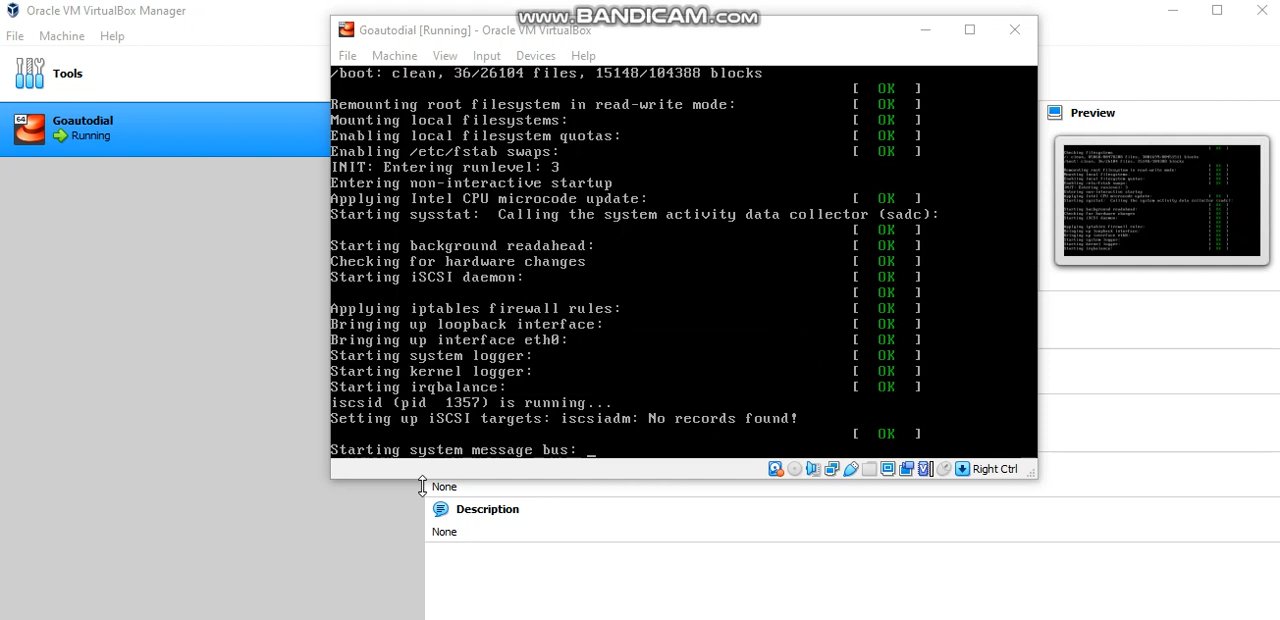 Oracle VM VirtualBox Manager
www.BANDICAM.com
File Machine Help
Tools
64
Goautodial
Running
Goautodial [Running] - Oracle VM VirtualBox
File Machine View Input Devices Help
/boot: clean, 36/26104 files, 15148/104388 blocks
[ OK ]
Remounting root filesystem in read-write mode: [ OK ]
Mounting local filesystems: [ OK ]
Enabling local filesystem quotas: [ OK ]
Enabling /etc/fstab swaps: [ OK ]
INIT: Entering runlevel: 3
Entering non-interactive startup
Applying Intel CPU microcode update: [ OK ]
Starting sysstat: Calling the system activity data collector (sadc):
[ OK ]
Starting background readahead: [ OK ]
Checking for hardware changes [ OK ]
Starting iSCSI daemon: [ OK ]
[ OK ]
Applying iptables firewall rules: [ OK ]
Bringing up loopback interface: [ OK ]
Bringing up interface eth0: [ OK ]
Starting system logger: [ OK ]
Starting kernel logger: [ OK ]
Starting irqbalance: [ OK ]
iscsid (pid 1357) is running...
Setting up iSCSI targets: iscsiadm: No records found!
[ OK ]
Starting system message bus: _
Right Ctrl
Preview
None
Description
None